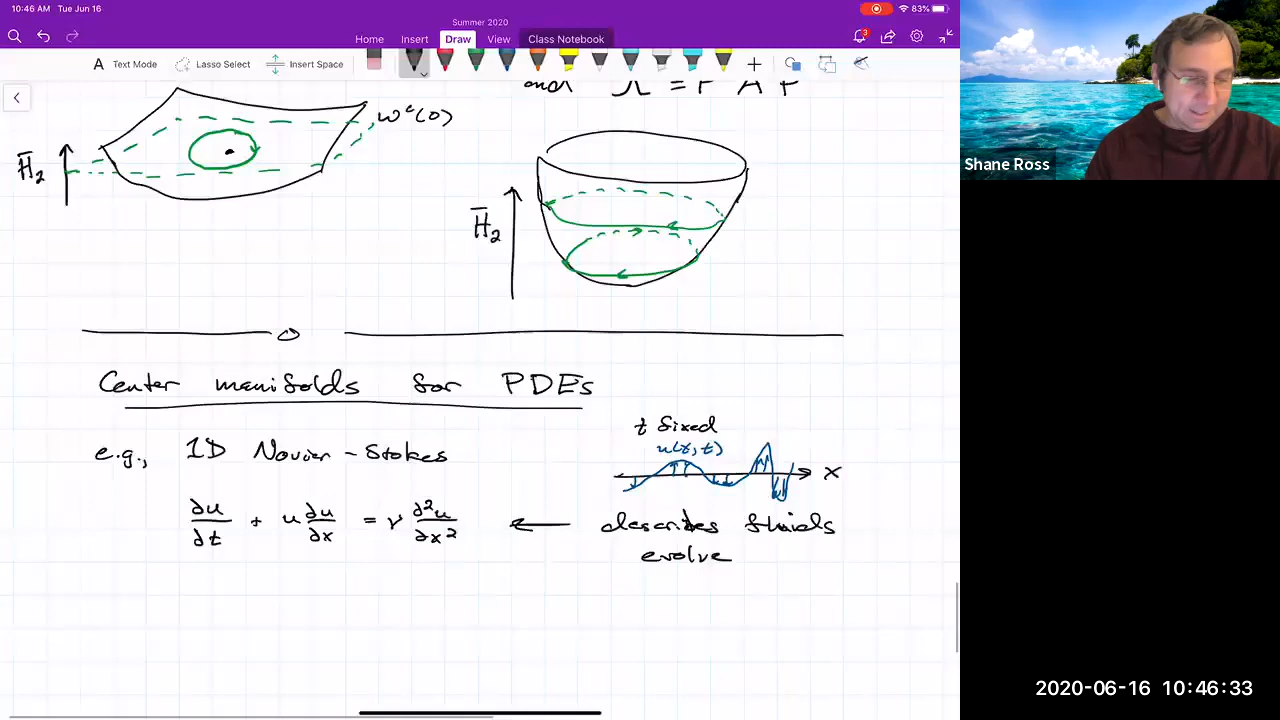 10:46 AM Tue Jun 16
83%
Summer 2020
Home Insert Draw View Class Notebook
3
A Text Mode Lasso Select Insert Space
and
W^c(0)
H̅₂
H̅₂
Center manifolds for PDEs
e.g., 1D Navier-Stokes
t fixed
u(x,t)
x
∂u/∂t + u ∂u/∂x = ν ∂²u/∂x² ← describes fluids
evolve
Shane Ross
2020-06-16 10:46:33